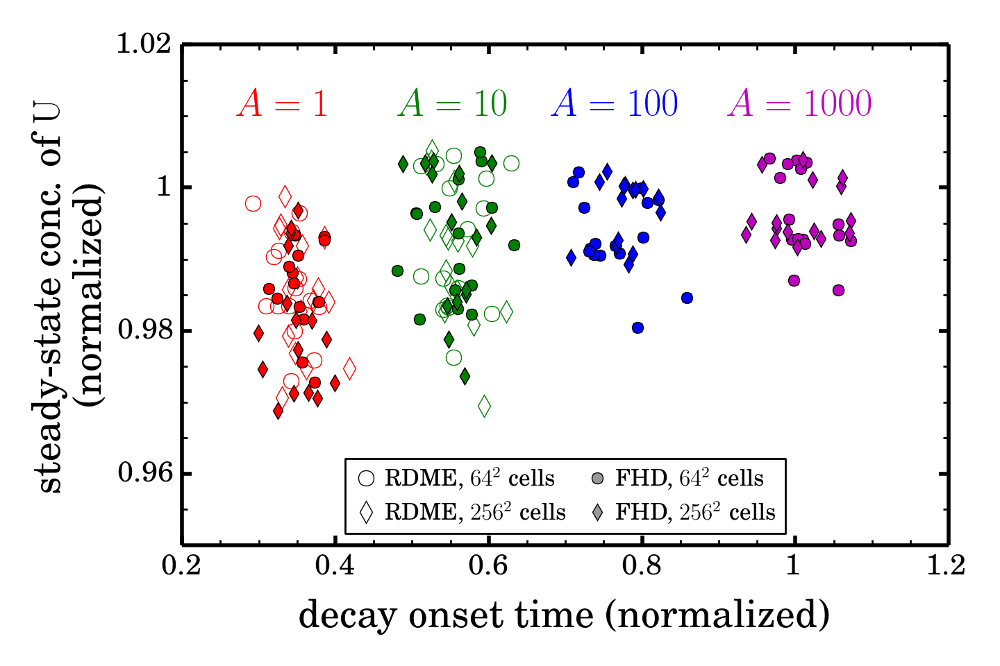 1.02
A = 1
A = 10
A = 100
A = 1000
1
0.98
0.96
steady-state conc. of U
(normalized)
RDME, 64² cells
FHD, 64² cells
RDME, 256² cells
FHD, 256² cells
0.2
0.4
0.6
0.8
1
1.2
decay onset time (normalized)